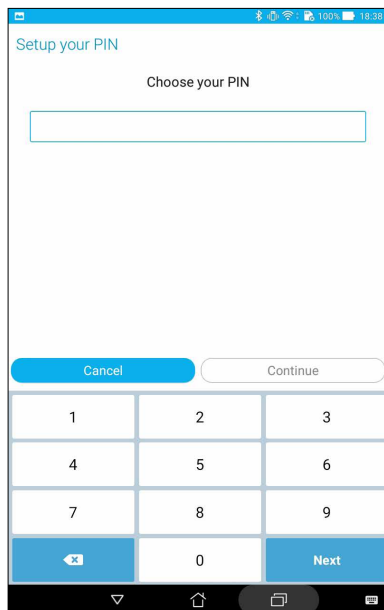 100% 18:38
Setup your PIN
Choose your PIN
Cancel Continue
1 2 3
4 5 6
7 8 9
0 Next